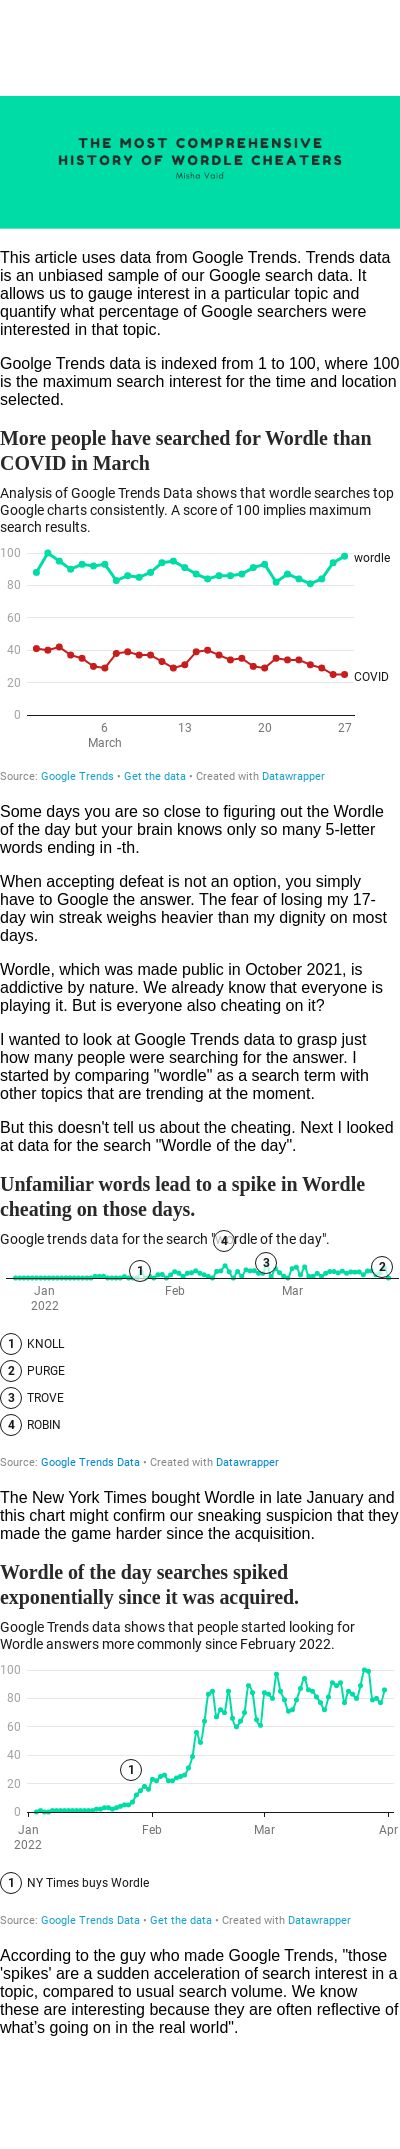 THE MOST COMPREHENSIVE
HISTORY OF WORDLE CHEATERS
Misha Vaid
This article uses data from Google Trends. Trends data
is an unbiased sample of our Google search data. It
allows us to gauge interest in a particular topic and
quantify what percentage of Google searchers were
interested in that topic.
Goolge Trends data is indexed from 1 to 100, where 100
is the maximum search interest for the time and location
selected.
More people have searched for Wordle than
COVID in March
Analysis of Google Trends Data shows that wordle searches top
Google charts consistently. A score of 100 implies maximum
search results.
100
wordle
80
60
40
COVID
20
0
6 13 20 27
March
Source: Google Trends • Get the data • Created with Datawrapper
Some days you are so close to figuring out the Wordle
of the day but your brain knows only so many 5-letter
words ending in -th.
When accepting defeat is not an option, you simply
have to Google the answer. The fear of losing my 17-
day win streak weighs heavier than my dignity on most
days.
Wordle, which was made public in October 2021, is
addictive by nature. We already know that everyone is
playing it. But is everyone also cheating on it?
I wanted to look at Google Trends data to grasp just
how many people were searching for the answer. I
started by comparing "wordle" as a search term with
other topics that are trending at the moment.
But this doesn't tell us about the cheating. Next I looked
at data for the search "Wordle of the day".
Unfamiliar words lead to a spike in Wordle
cheating on those days.
Google trends data for the search "Wordle of the day".
4
1 3 2
Jan Feb Mar
2022
1 KNOLL
2 PURGE
3 TROVE
4 ROBIN
Source: Google Trends Data • Created with Datawrapper
The New York Times bought Wordle in late January and
this chart might confirm our sneaking suspicion that they
made the game harder since the acquisition.
Wordle of the day searches spiked
exponentially since it was acquired.
Google Trends data shows that people started looking for
Wordle answers more commonly since February 2022.
100
80
60
40
1
20
0
Jan Feb Mar Apr
2022
1 NY Times buys Wordle
Source: Google Trends Data • Get the data • Created with Datawrapper
According to the guy who made Google Trends, "those
'spikes' are a sudden acceleration of search interest in a
topic, compared to usual search volume. We know
these are interesting because they are often reflective of
what’s going on in the real world".